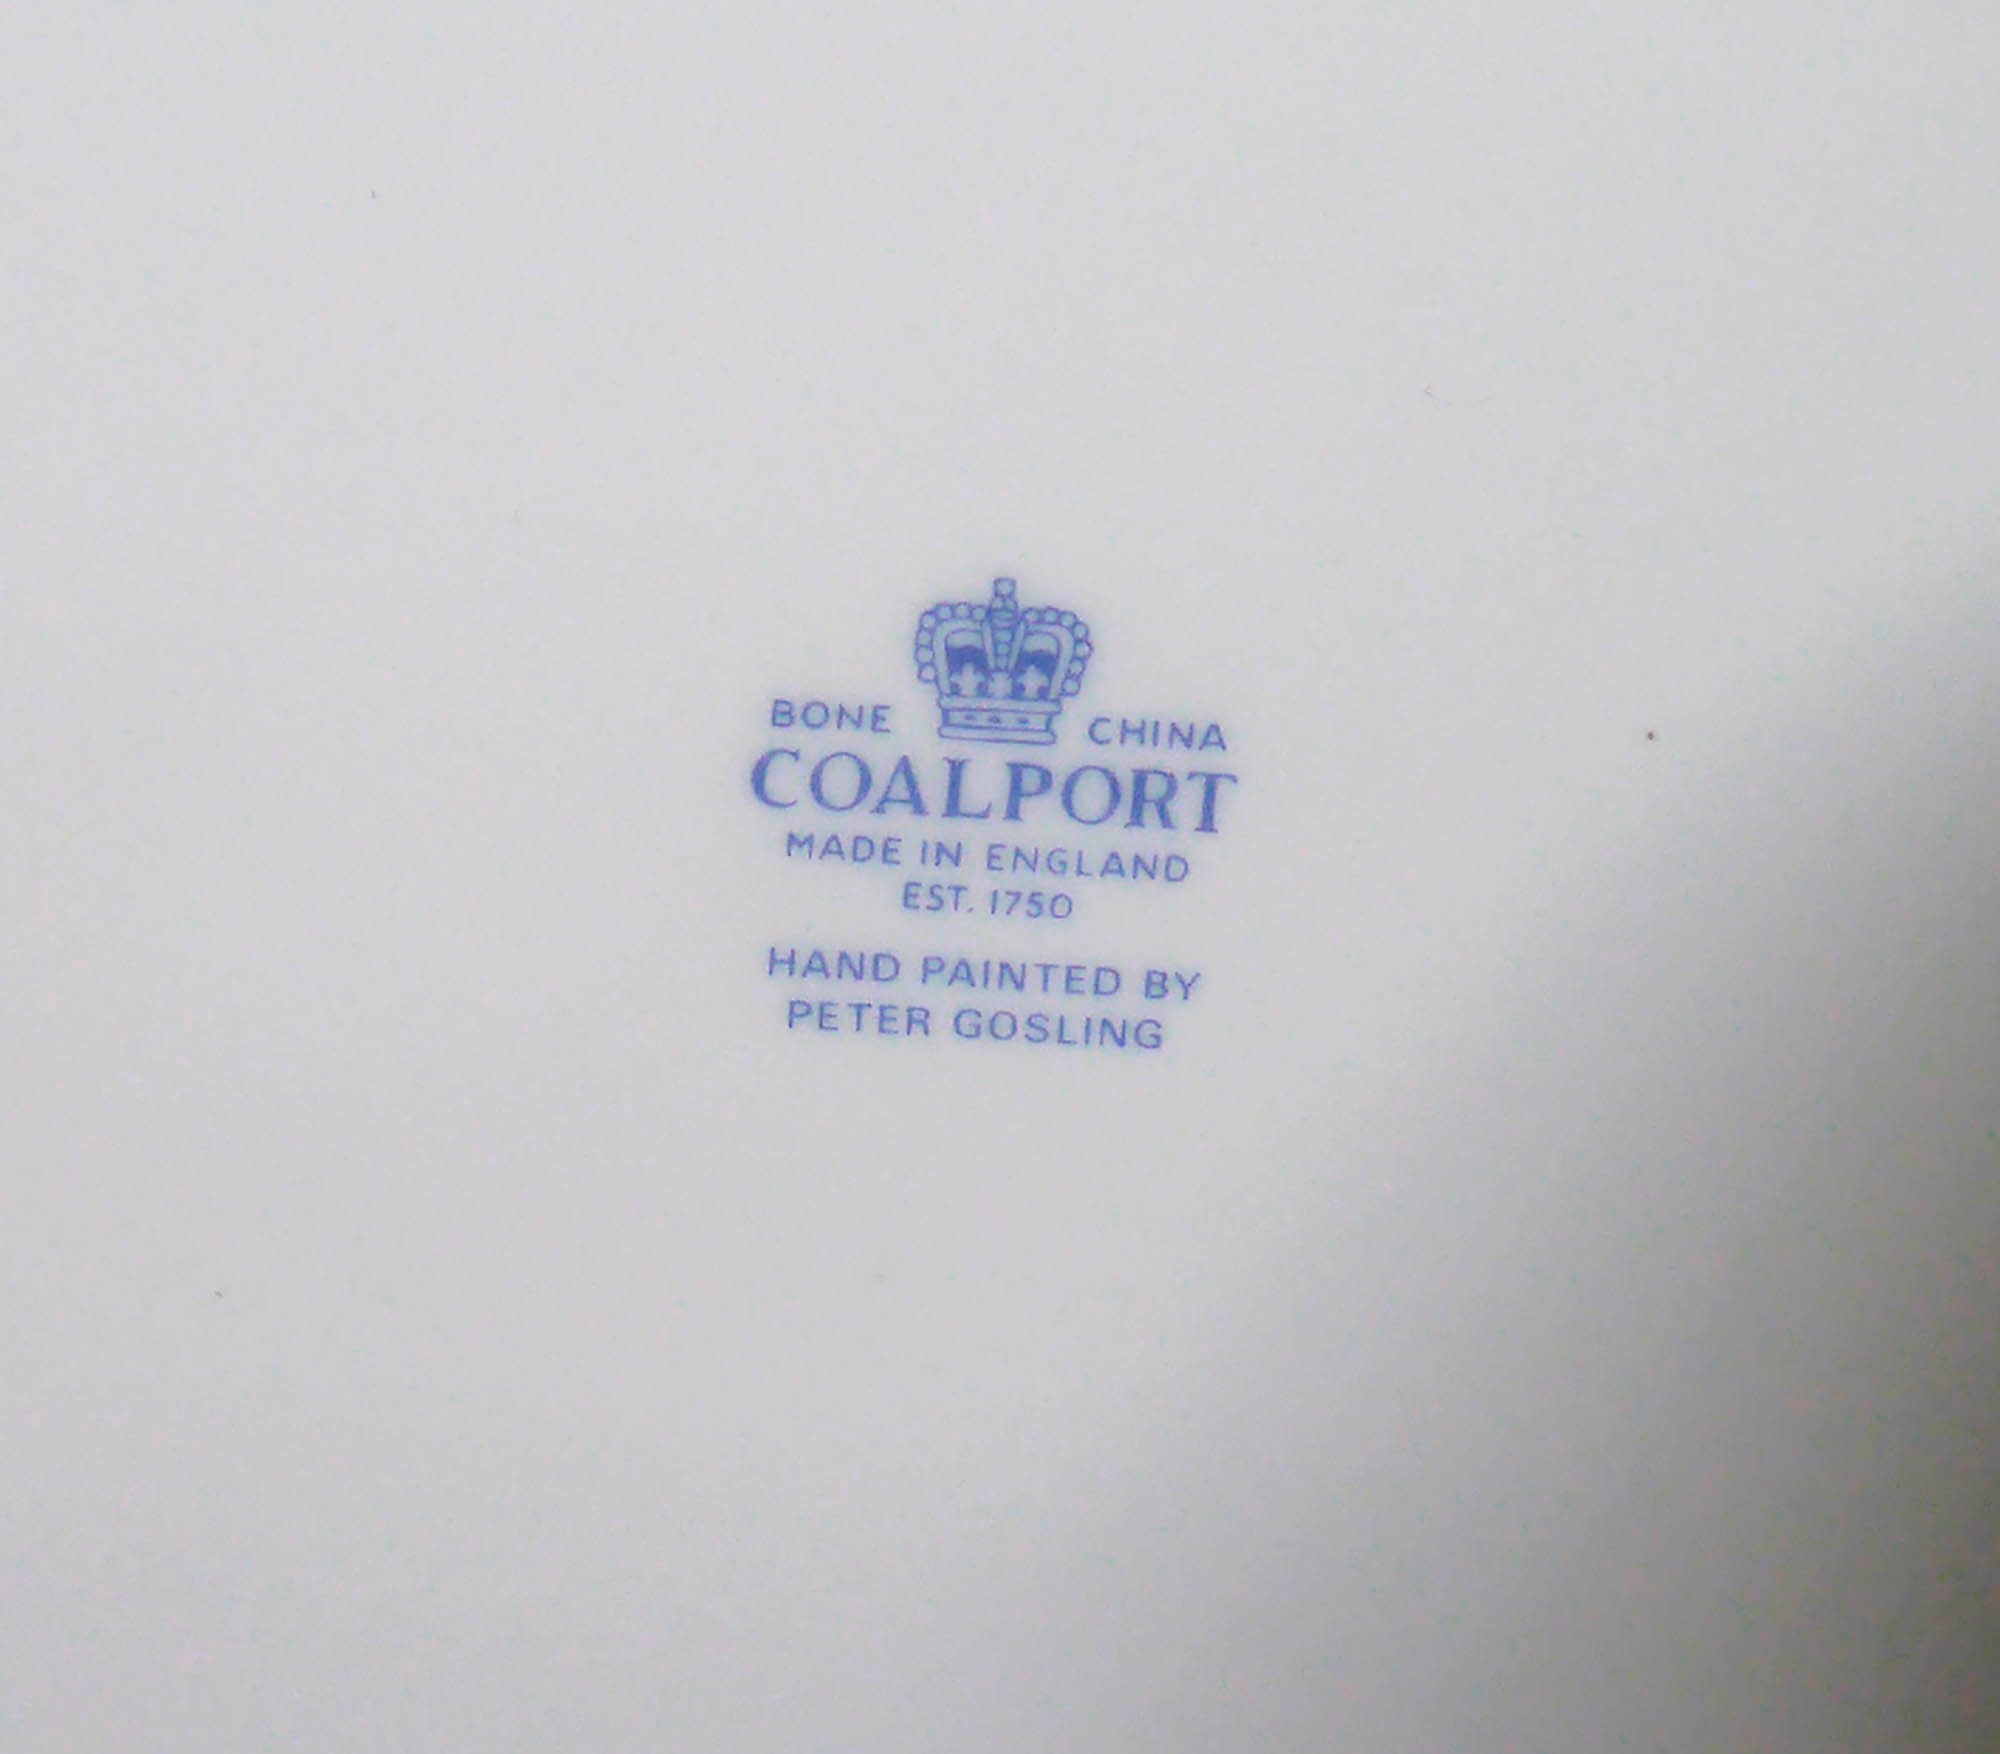 BONE CHINA
COALPORT
MADE IN ENGLAND
EST. 1750
HAND PAINTED BY
PETER GOSLING